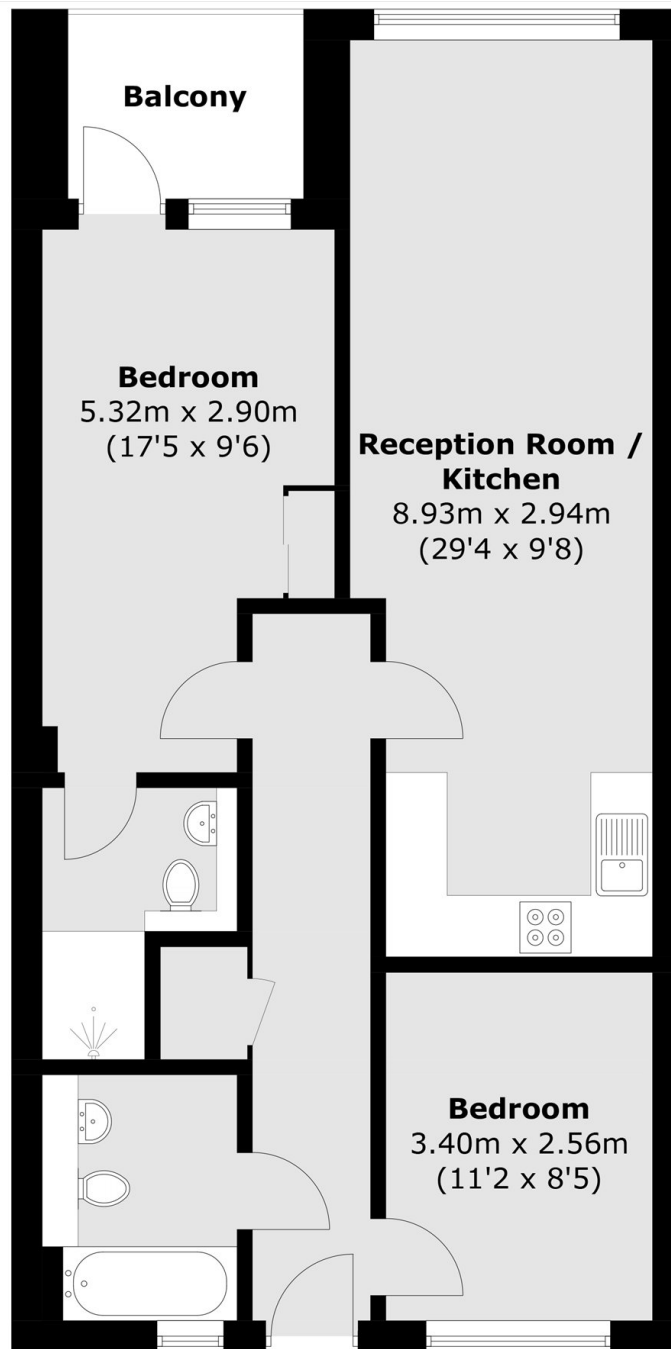 Balcony
Bedroom
5.32m x 2.90m
(17'5 x 9'6)
Reception Room /
Kitchen
8.93m x 2.94m
(29'4 x 9'8)
Bedroom
3.40m x 2.56m
(11'2 x 8'5)